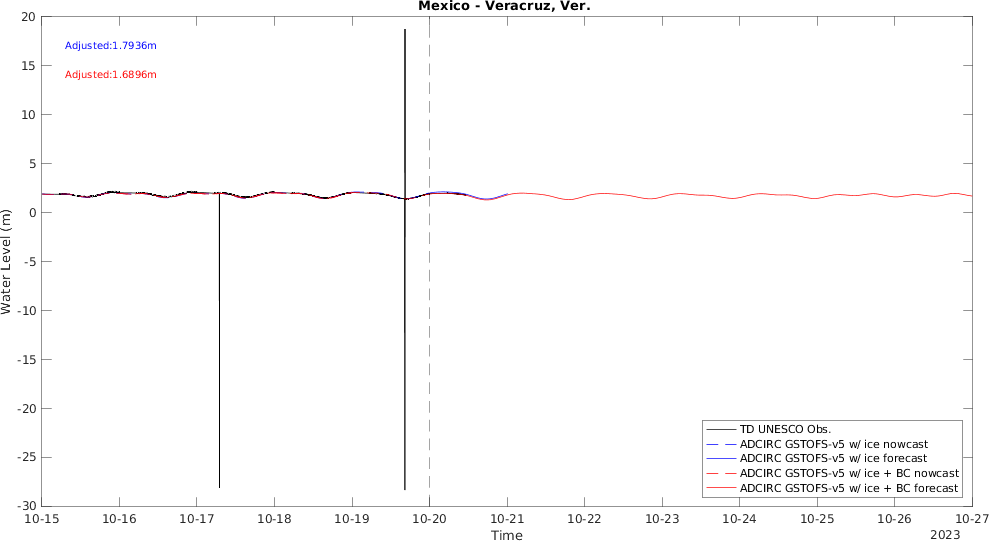 Mexico - Veracruz, Ver.
20
15
10
5
0
-5
-10
-15
-20
-25
-30
Water Level (m)
Adjusted:1.7936m
Adjusted:1.6896m
TD UNESCO Obs.
ADCIRC GSTOFS-v5 w/ ice nowcast
ADCIRC GSTOFS-v5 w/ ice forecast
ADCIRC GSTOFS-v5 w/ ice + BC nowcast
ADCIRC GSTOFS-v5 w/ ice + BC forecast
10-15 10-16 10-17 10-18 10-19 10-20 10-21 10-22 10-23 10-24 10-25 10-26 10-27
Time
2023